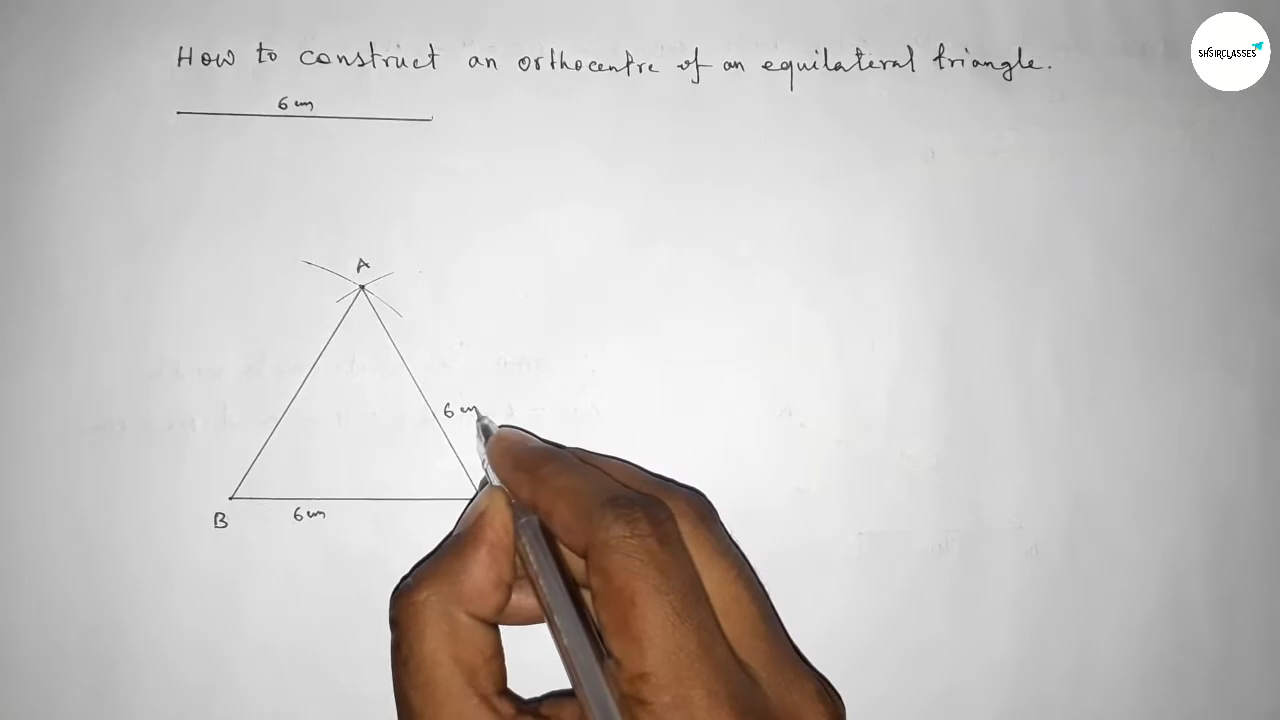 How to construct an orthocentre of an equilateral triangle.
6 cm
SHSIRCLASSES
A
6 cm
B
6 cm